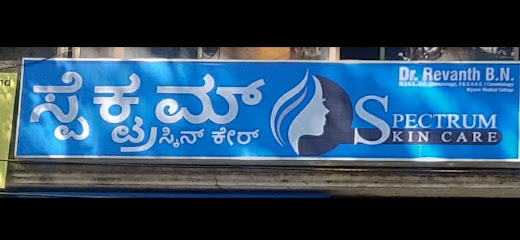 ಸ್ಪೆಕ್ಟ್ರಮ್
ಸ್ಕಿನ್ ಕೇರ್
Dr. Revanth B.N.
Mysore Medical College
SPECTRUM
SKIN CARE